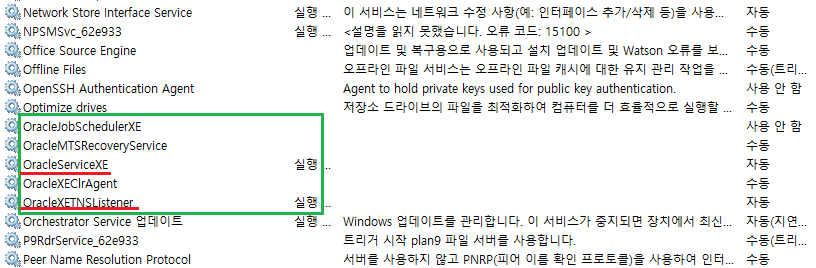 Network Store Interface Service 실행 ... 이 서비스는 네트워크 수정 사항(예: 인터페이스 추가/삭제 등)을 사용... 자동
NPSMSvc_62e933 실행 ... <설명을 읽지 못했습니다. 오류 코드: 15100 > 수동
Office Source Engine 업데이트 및 복구용으로 사용되고 설치 업데이트 및 Watson 오류를 보... 수동
Offline Files 오프라인 파일 서비스는 오프라인 파일 캐시에 대한 유지 관리 작업을 ... 수동(트리...
OpenSSH Authentication Agent Agent to hold private keys used for public key authentication. 사용 안 함
Optimize drives 저장소 드라이브의 파일을 최적화하여 컴퓨터를 더 효율적으로 실행할 ... 수동
OracleJobSchedulerXE 사용 안 함
OracleMTSRecoveryService 수동
OracleServiceXE 실행 ... 자동
OracleXEClrAgent 수동
OracleXETNSListener 실행 ... 자동
Orchestrator Service 업데이트 실행 ... Windows 업데이트를 관리합니다. 이 서비스가 중지되면 장치에서 최신... 자동(지연...
P9RdrService_62e933 트리거 시작 plan9 파일 서버를 사용합니다. 수동(트리...
Peer Name Resolution Protocol 서버를 사용하지 않고 PNRP(피어 이름 확인 프로토콜)을 사용하여 인터... 수동